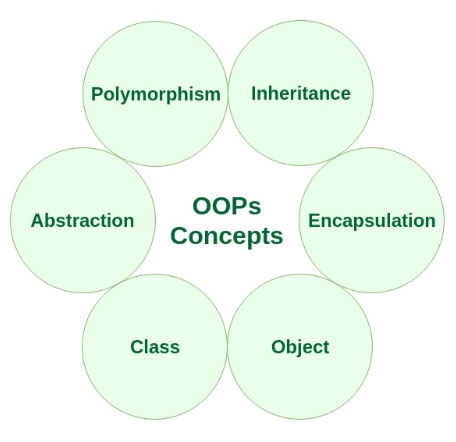 Polymorphism
Inheritance
Abstraction
OOPs
Concepts
Encapsulation
Class
Object